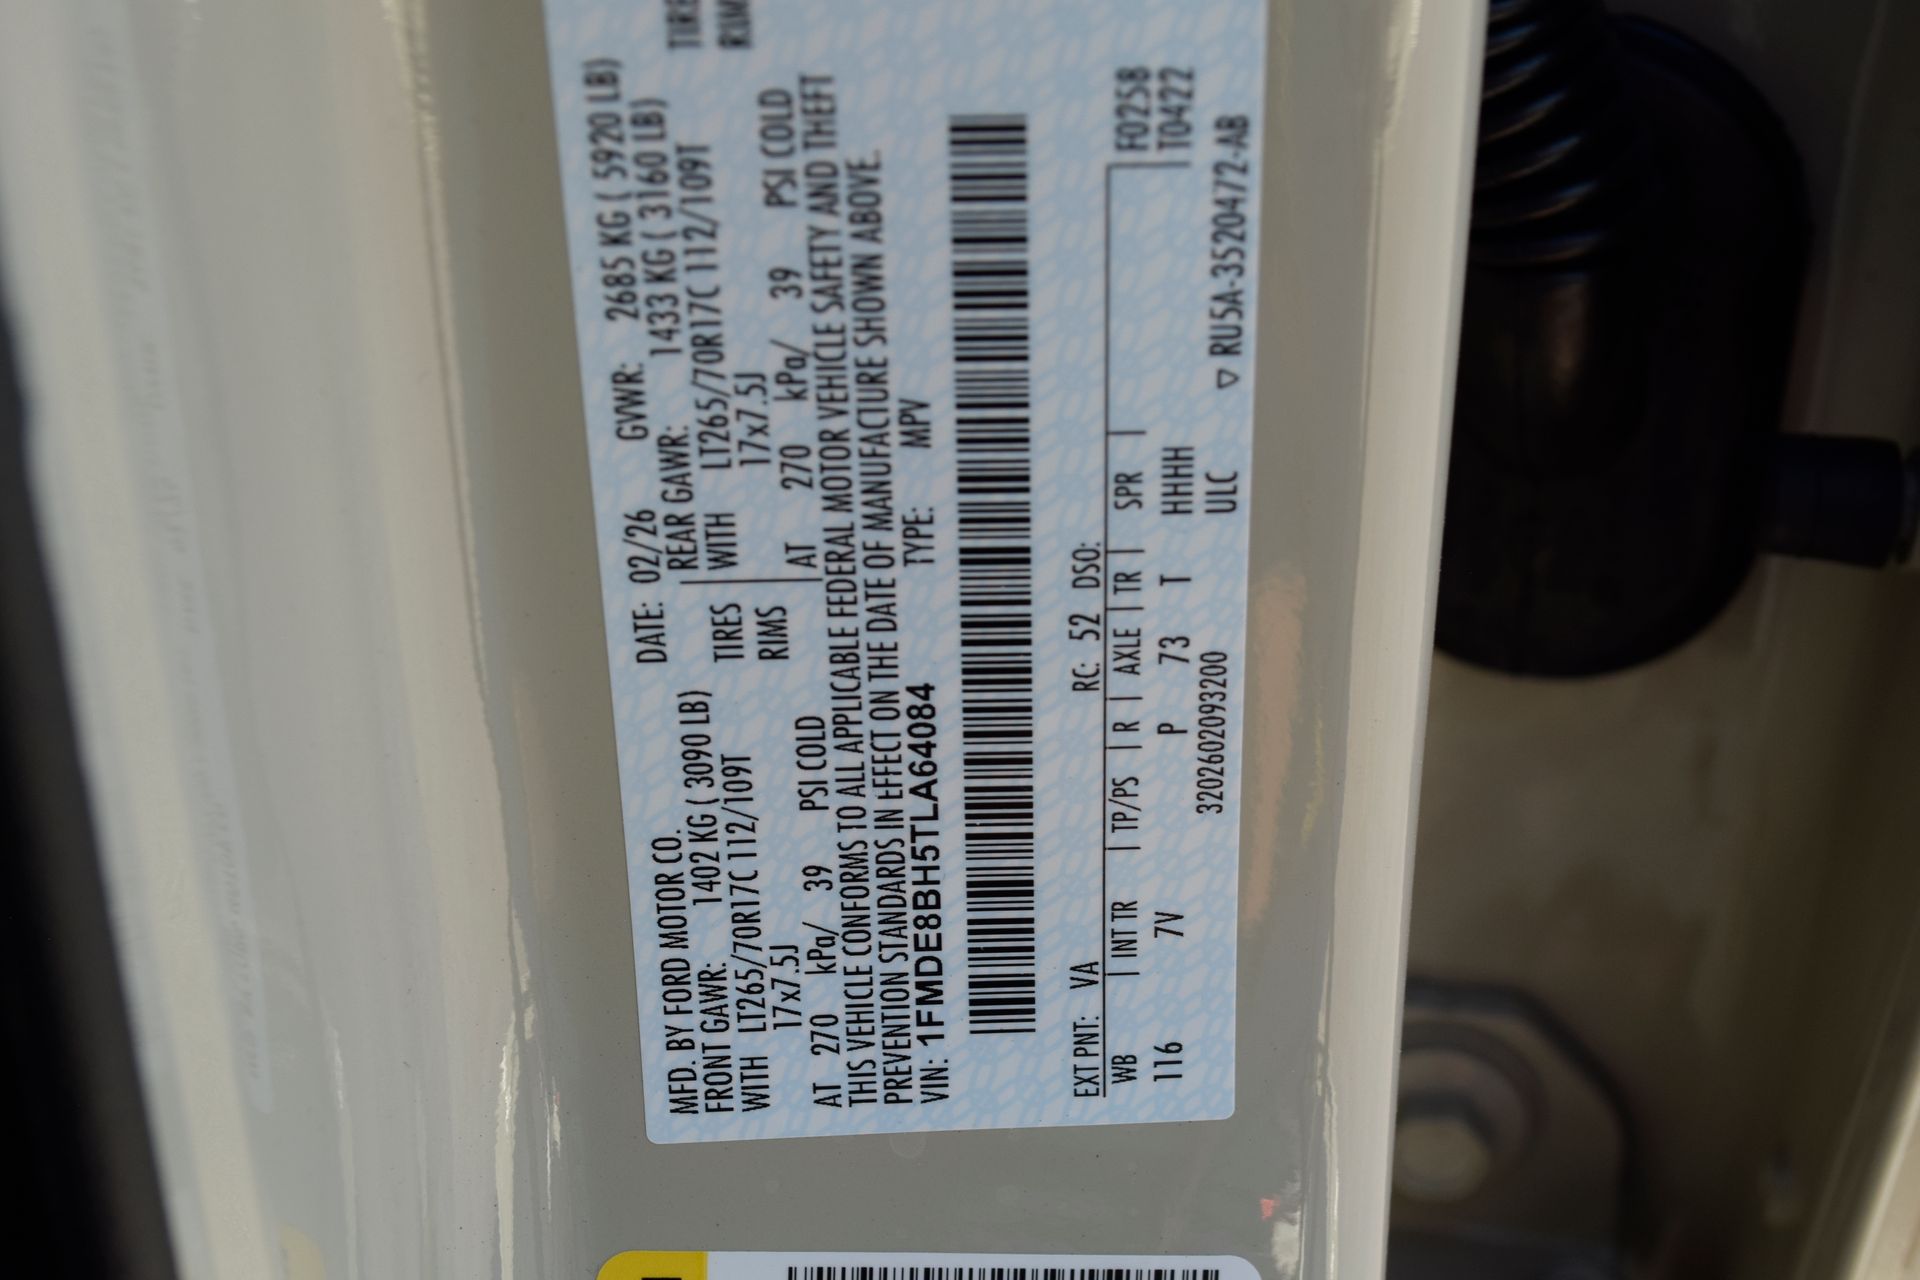 MFD. BY FORD MOTOR CO.
DATE: 02/26 GVWR: 2685 KG ( 5920 LB)
FRONT GAWR: 1402 KG ( 3090 LB)
REAR GAWR: 1433 KG ( 3160 LB)
WITH LT265/70R17C 112/109T TIRES
WITH LT265/70R17C 112/109T TIRE
17x7.5J RIMS
17x7.5J RIM
AT 270 kPa/ 39 PSI COLD
AT 270 kPa/ 39 PSI COLD
THIS VEHICLE CONFORMS TO ALL APPLICABLE FEDERAL MOTOR VEHICLE SAFETY AND THEFT
PREVENTION STANDARDS IN EFFECT ON THE DATE OF MANUFACTURE SHOWN ABOVE.
VIN: 1FMDE8BH5TLA64084 TYPE: MPV
EXT PNT: VA RC: 52 DSO: F0258
WB INT TR TP/PS R AXLE TR SPR T0422
116 7V P 73 T HHHH
3202602093200 ULC ▽ RU5A-3520472-AB